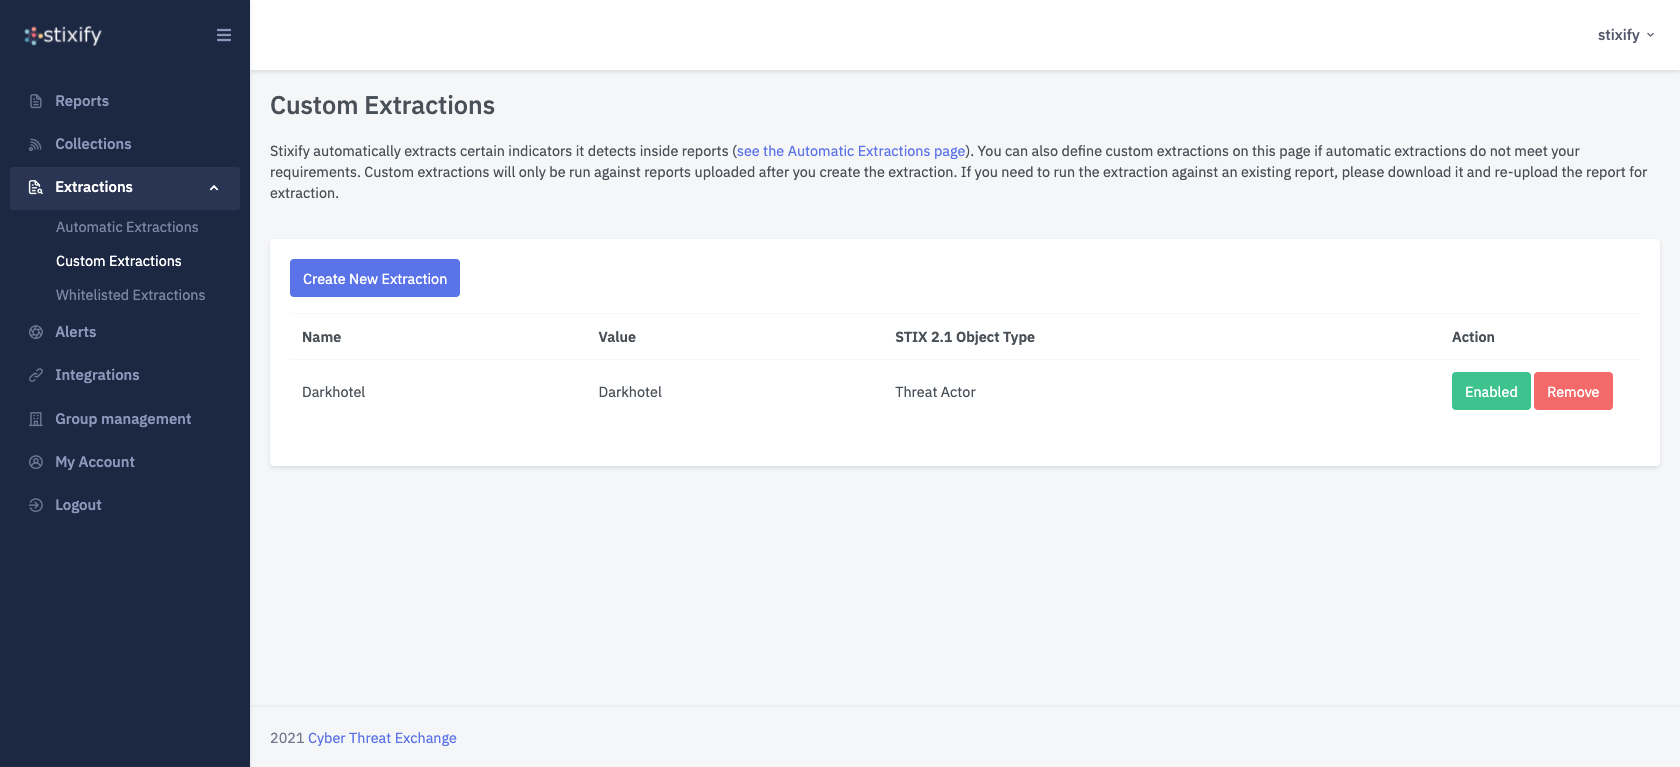 stixify
stixify
Reports
Collections
Extractions
Automatic Extractions
Custom Extractions
Whitelisted Extractions
Alerts
Integrations
Group management
My Account
Logout
Custom Extractions
Stixify automatically extracts certain indicators it detects inside reports (see the Automatic Extractions page). You can also define custom extractions on this page if automatic extractions do not meet your
requirements. Custom extractions will only be run against reports uploaded after you create the extraction. If you need to run the extraction against an existing report, please download it and re-upload the report for
extraction.
Create New Extraction
Name Value STIX 2.1 Object Type Action
Darkhotel Darkhotel Threat Actor Enabled Remove
2021 Cyber Threat Exchange